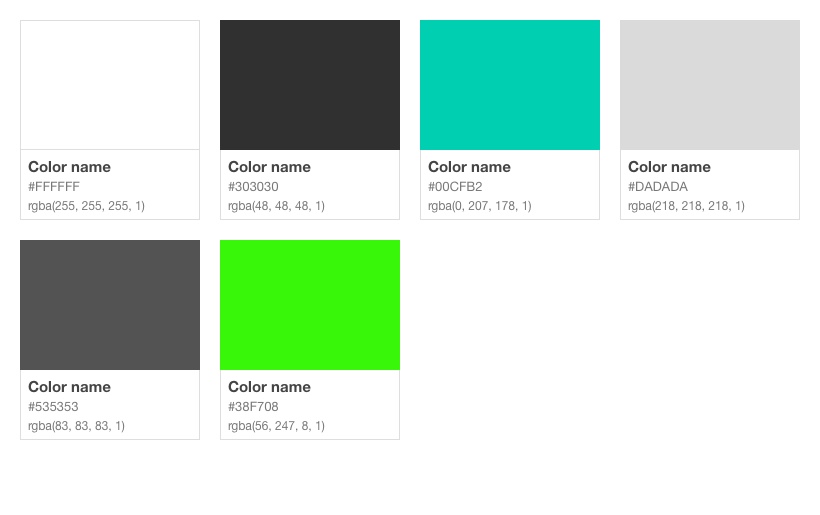 Color name
#FFFFFF
rgba(255, 255, 255, 1)
Color name
#303030
rgba(48, 48, 48, 1)
Color name
#00CFB2
rgba(0, 207, 178, 1)
Color name
#DADADA
rgba(218, 218, 218, 1)
Color name
#535353
rgba(83, 83, 83, 1)
Color name
#38F708
rgba(56, 247, 8, 1)